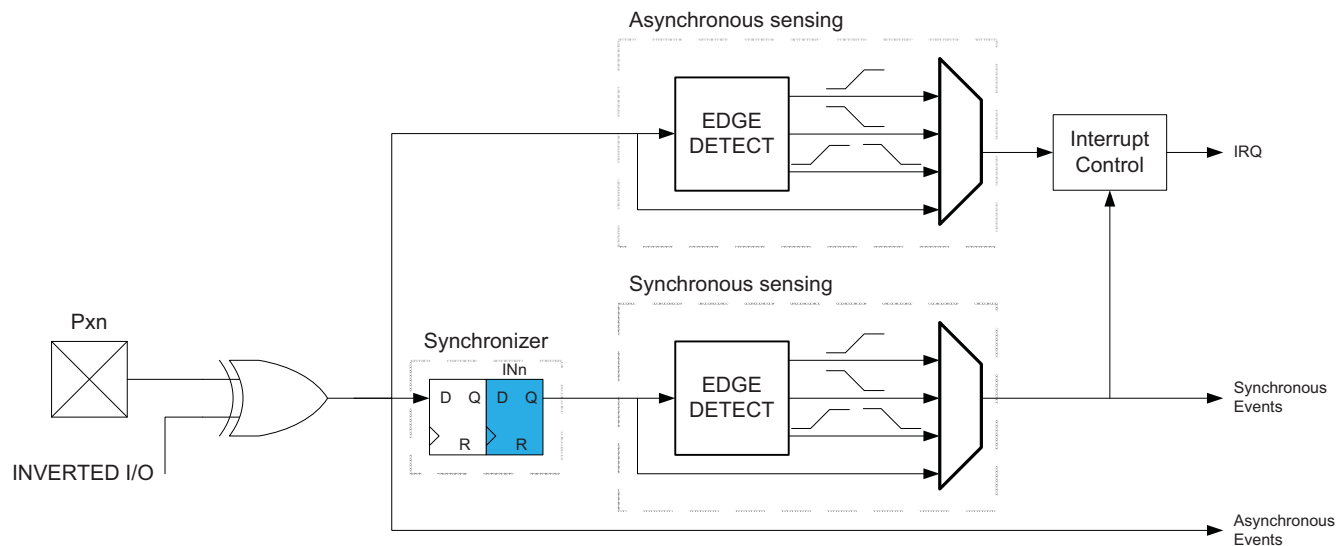 Asynchronous sensing
EDGE
DETECT
Interrupt
Control
IRQ
Synchronous sensing
Pxn
Synchronizer
INn
D Q D Q
R R
EDGE
DETECT
Synchronous
Events
INVERTED I/O
Asynchronous
Events